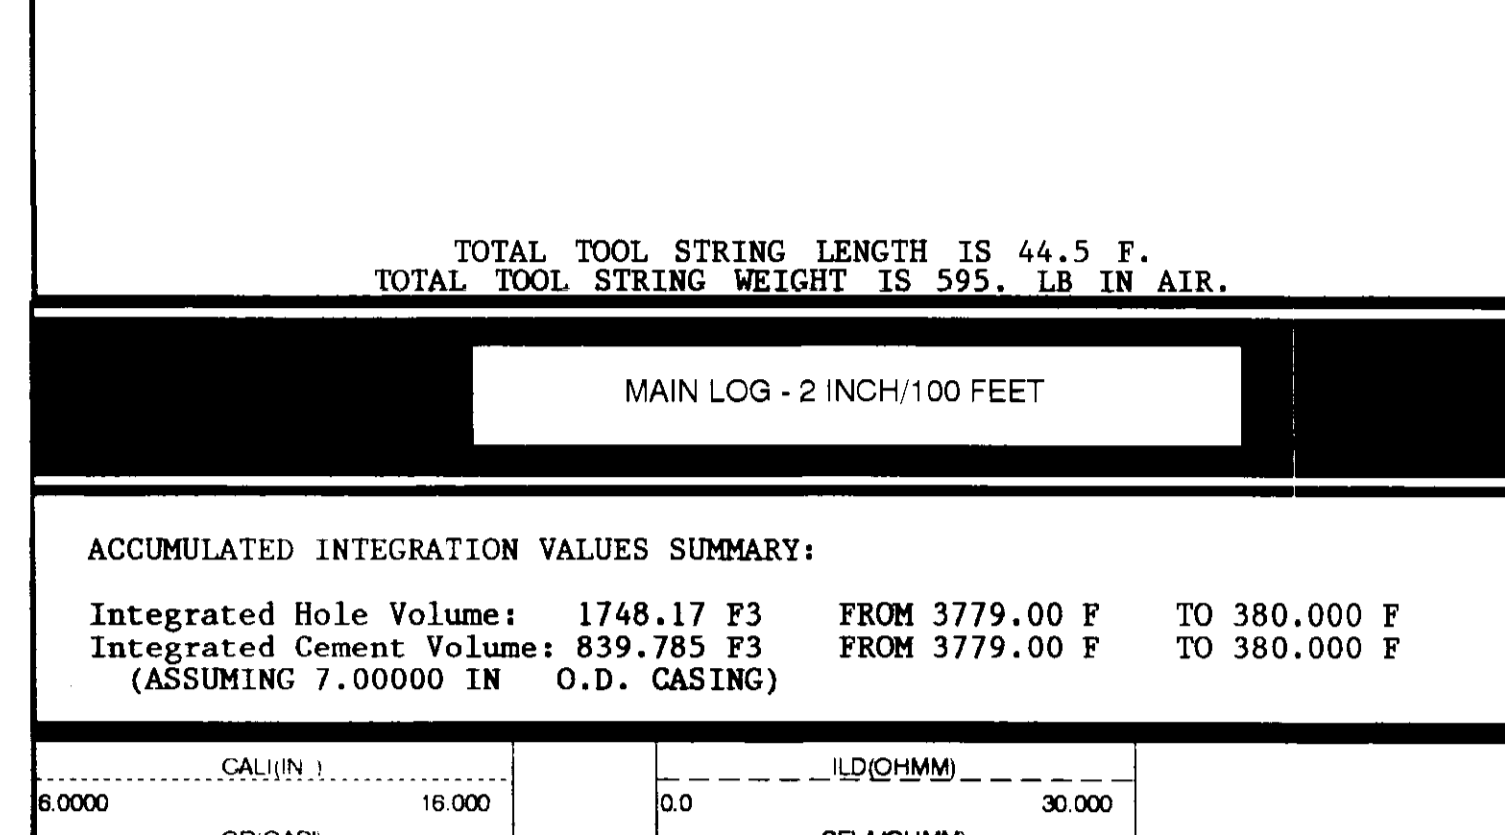 TOTAL TOOL STRING LENGTH IS 44.5 F.
TOTAL TOOL STRING WEIGHT IS 595. LB IN AIR.
MAIN LOG - 2 INCH/100 FEET
ACCUMULATED INTEGRATION VALUES SUMMARY:
Integrated Hole Volume: 1748.17 F3 FROM 3779.00 F TO 380.000 F
Integrated Cement Volume: 839.785 F3 FROM 3779.00 F TO 380.000 F
(ASSUMING 7.00000 IN O.D. CASING)
CALI(IN ) ILD(OHMM)
6.0000 16.000 0.0 30.000